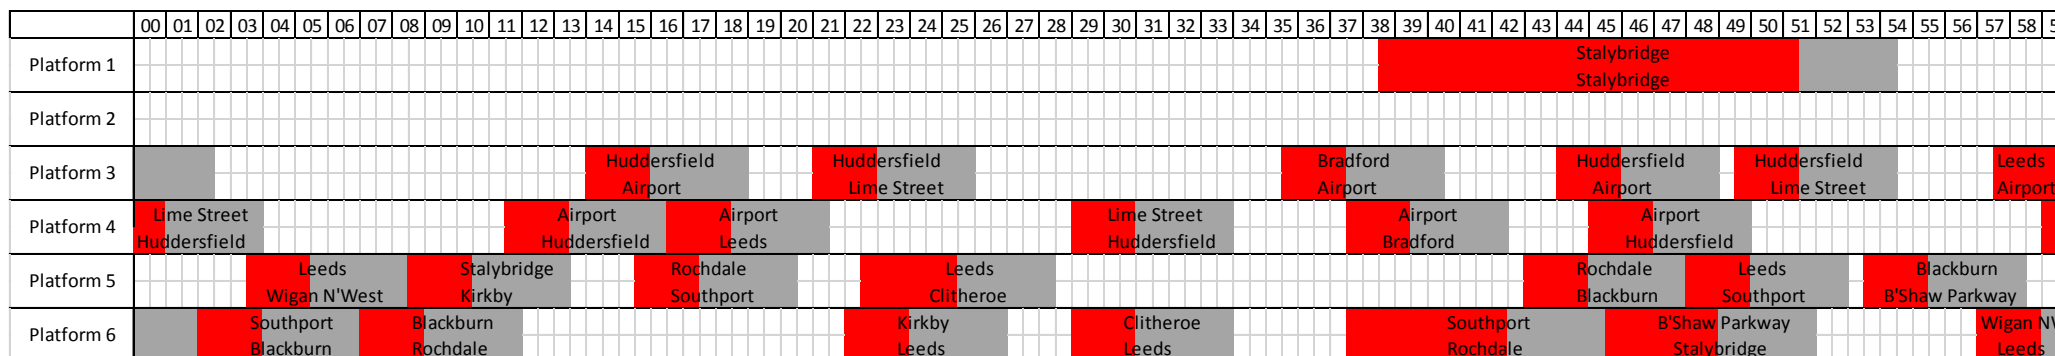 00 01 02 03 04 05 06 07 08 09 10 11 12 13 14 15 16 17 18 19 20 21 22 23 24 25 26 27 28 29 30 31 32 33 34 35 36 37 38 39 40 41 42 43 44 45 46 47 48 49 50 51 52 53 54 55 56 57 58
Platform 1
Stalybridge
Stalybridge
Platform 2
Platform 3
Huddersfield Huddersfield Bradford Huddersfield Huddersfield Leeds
Airport Lime Street Airport Airport Lime Street Airport
Platform 4
Lime Street Airport Airport Lime Street Airport Airport
Huddersfield Huddersfield Leeds Huddersfield Bradford Huddersfield
Platform 5
Leeds Stalybridge Rochdale Leeds Rochdale Leeds Blackburn
Wigan N'West Kirkby Southport Clitheroe Blackburn Southport B'Shaw Parkway
Platform 6
Southport Blackburn Kirkby Clitheroe Southport B'Shaw Parkway Wigan
Blackburn Rochdale Leeds Leeds Rochdale Stalybridge Leeds